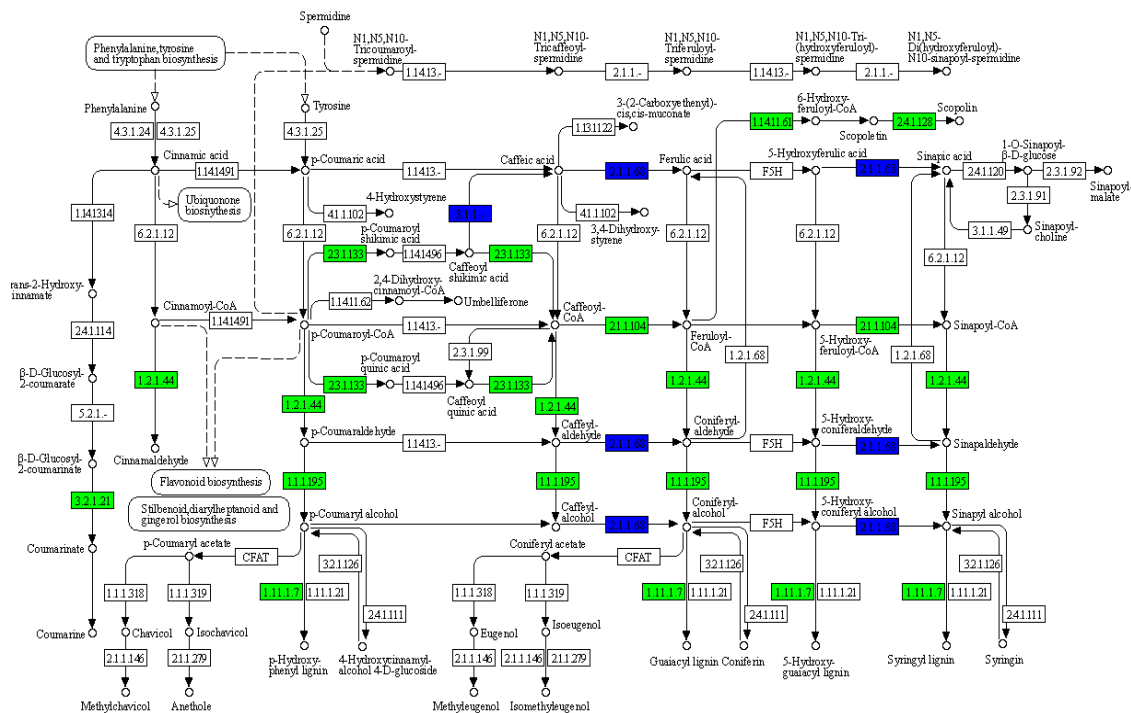 Spermidine
Phenylalanine, tyrosine
and tryptophan biosynthesis
N1,N5,N10-
Tricoumaroyl-
spermidine
1.14.13.-
N1,N5,N10-
Tricaffeoyl-
spermidine
2.1.1.-
N1,N5,N10-
Triferuloyl-
spermidine
1.14.13.-
N1,N5,N10-Tri-
(hydroxyferuloyl)-
spermidine
2.1.1.-
N1,N5-
Di(hydroxyferuloyl)-
N10-sinapoyl-spermidine
Phenylalanine
Tyrosine
3-(2-Carboxyethenyl)-
cis,cis-muconate
6-Hydroxy-
feruloyl-CoA
Scopolin
4.3.1.24
4.3.1.25
4.3.1.25
1.13.11.22
1.14.11.61
Scopoletin
2.4.1.128
Cinnamic acid
1.14.14.91
p-Coumaric acid
1.14.13.-
Caffeic acid
2.1.1.68
Ferulic acid
F5H
5-Hydroxyferulic acid
2.1.1.68
Sinapic acid
2.4.1.120
1-O-Sinapoyl-
β-D-glucose
2.3.1.92
Sinapoyl-
malate
2.3.1.91
Ubiquonone
biosnythesis
4-Hydroxystyrene
4.1.1.102
3.1.1.-
4.1.1.102
3,4-Dihydroxy-
styrene
3.1.1.49
Sinapoyl-
choline
1.14.13.14
6.2.1.12
6.2.1.12
p-Coumaroyl
shikimic acid
2.3.1.133
1.14.14.96
Caffeoyl
shikimic acid
2.3.1.133
6.2.1.12
6.2.1.12
6.2.1.12
6.2.1.12
rans-2-Hydroxy-
innamate
2,4-Dihydroxy-
cinnamoyl-CoA
1.14.11.62
Umbelliferone
Cinnamoyl-CoA
1.14.14.91
p-Coumaroyl-CoA
1.14.13.-
Caffeoyl-
CoA
2.1.1.104
Feruloyl-
CoA
5-Hydroxy-
feruloyl-CoA
2.1.1.104
Sinapoyl-CoA
2.4.1.114
2.3.1.99
p-Coumaroyl
quinic acid
1.2.1.68
1.2.1.68
β-D-Glucosyl-
2-coumarate
1.2.1.44
2.3.1.133
1.14.14.96
Caffeoyl
quinic acid
2.3.1.133
1.2.1.44
1.2.1.44
1.2.1.44
1.2.1.44
1.2.1.44
5.2.1.-
Cinnamaldehyde
p-Coumaraldehyde
1.14.13.-
Caffeyl-
aldehyde
2.1.1.68
Coniferyl-
aldehyde
F5H
5-Hydroxy-
coniferaldehyde
2.1.1.68
Sinapaldehyde
β-D-Glucosyl-
2-coumarinate
Flavonoid biosynthesis
1.1.1.195
1.1.1.195
1.1.1.195
1.1.1.195
1.1.1.195
3.2.1.21
Stilbenoid, diarylheptanoid and
gingerol biosynthesis
p-Coumaryl alcohol
Caffeyl-
alcohol
2.1.1.68
Coniferyl-
alcohol
F5H
5-Hydroxy-
coniferyl alcohol
2.1.1.68
Sinapyl alcohol
Coumarinate
p-Coumaryl acetate
CFAT
Coniferyl acetate
CFAT
3.2.1.126
3.2.1.126
3.2.1.126
1.1.1.318
1.1.1.319
1.11.1.7
1.11.1.21
1.1.1.318
1.1.1.319
1.11.1.7
1.11.1.21
1.11.1.7
1.11.1.21
1.11.1.7
1.11.1.21
2.4.1.111
2.4.1.111
2.4.1.111
Coumarine
Chavicol
Isochavicol
Eugenol
Isoeugenol
2.1.1.146
2.1.1.279
2.1.1.146
2.1.1.146
2.1.1.279
p-Hydroxy-
phenyl lignin
4-Hydroxycinnamyl-
alcohol 4-D-glucoside
Guaiacyl lignin
Coniferin
5-Hydroxy-
guaiacyl lignin
Syringyl lignin
Syringin
Methylchavicol
Anethole
Methyleugenol
Isomethyleugenol